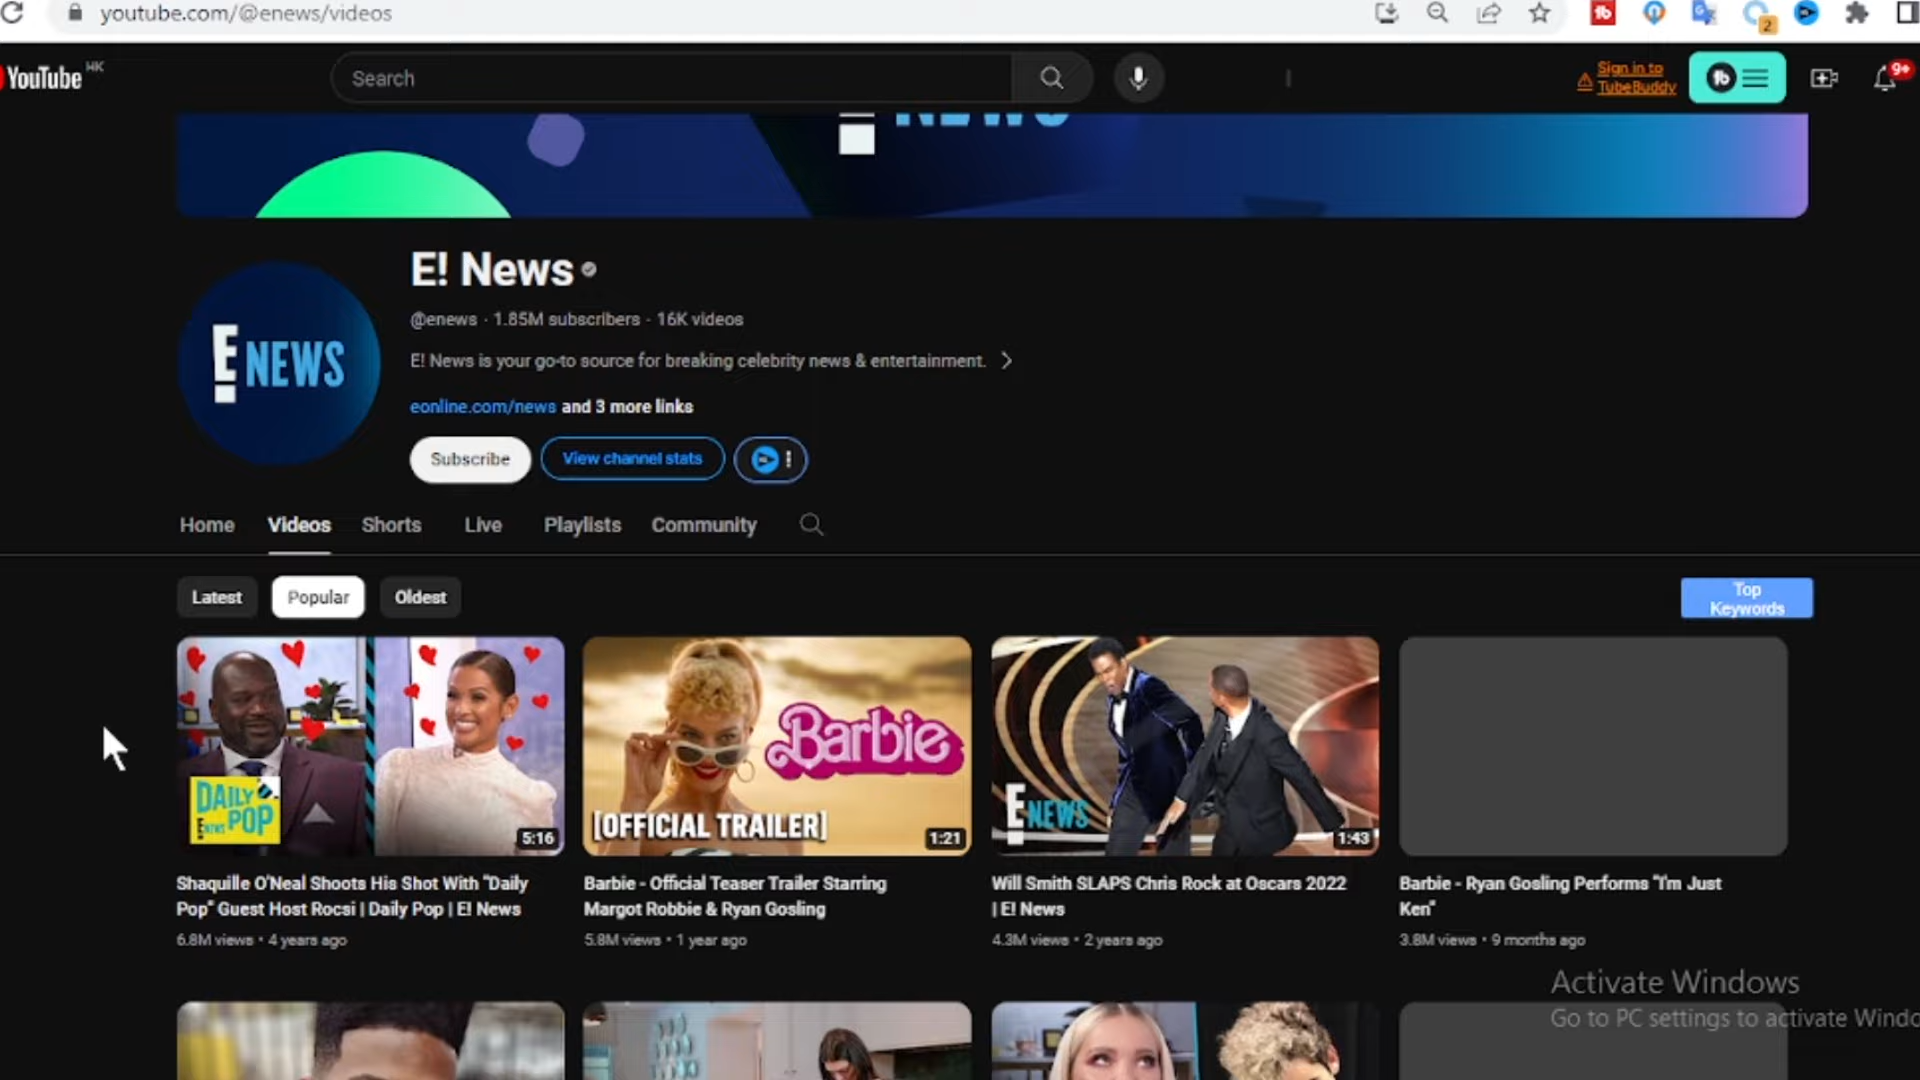 youtube.com/@enews/videos
2
YouTube HK
Search
Sign in to
TubeBuddy
9+
NEWS
E! News
@enews · 1.85M subscribers · 16K videos
E! News is your go-to source for breaking celebrity news & entertainment.
eonline.com/news and 3 more links
Subscribe
View channel stats
E! NEWS
Home
Videos
Shorts
Live
Playlists
Community
Latest
Popular
Oldest
Top
Keywords
DAILY
E! NEWS POP
5:16
Barbie
[OFFICIAL TRAILER]
1:21
E! NEWS
1:43
Shaquille O'Neal Shoots His Shot With "Daily
Pop" Guest Host Rocsi | Daily Pop | E! News
6.8M views • 4 years ago
Barbie - Official Teaser Trailer Starring
Margot Robbie & Ryan Gosling
5.8M views • 1 year ago
Will Smith SLAPS Chris Rock at Oscars 2022
| E! News
4.3M views • 2 years ago
Barbie - Ryan Gosling Performs "I'm Just
Ken"
3.8M views • 9 months ago
Activate Windows
Go to PC settings to activate Windo